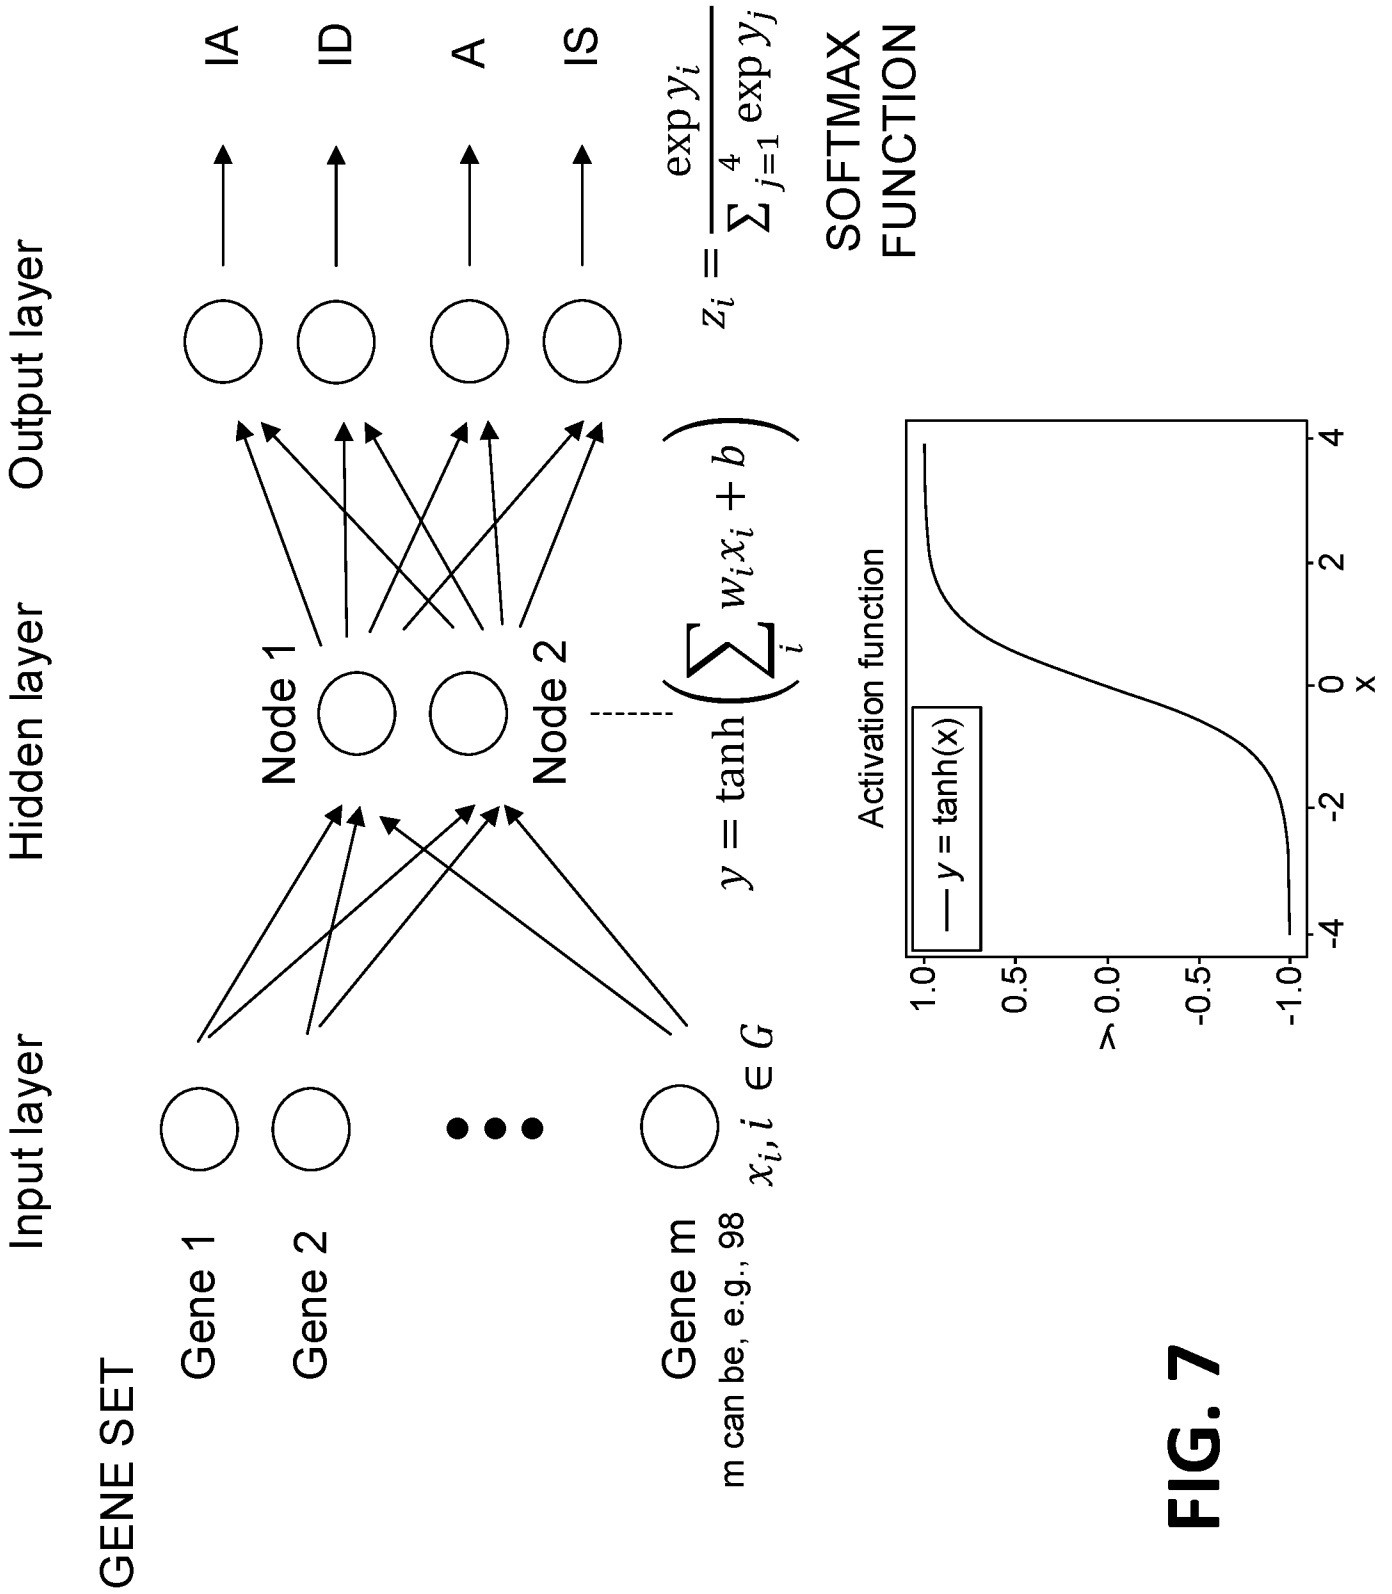 Input layer
Hidden layer
Output layer
GENE SET
Gene 1
Gene 2
Gene m
m can be, e.g., 98
x_i, i ∈ G
Node 1
Node 2
y = tanh (∑_i w_i x_i + b)
IA
ID
A
IS
z_i = exp y_i / ∑_{j=1}^4 exp y_j
SOFTMAX
FUNCTION
Activation function
y = tanh(x)
y
1.0
0.5
0.0
-0.5
-1.0
-4 -2 0 2 4
x
FIG. 7